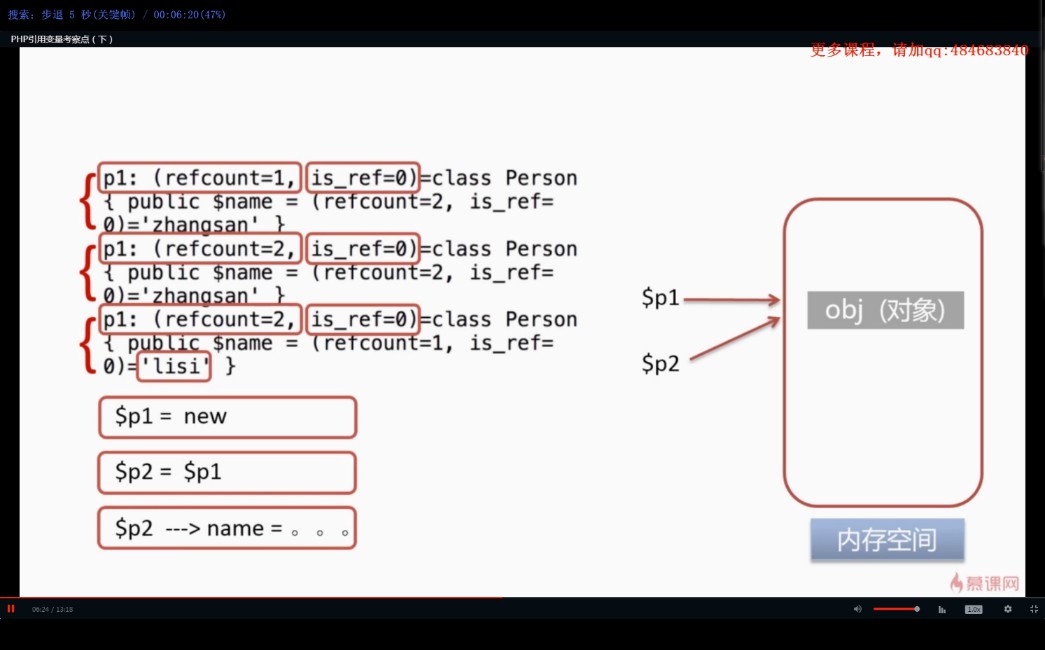 搜索: 步退 5 秒(关键帧) / 00:06:20(47%)
PHP引用变量考察点 ( 下 )
更多课程，请加qq:484683840
p1: (refcount=1, is_ref=0)=class Person
{ public $name = (refcount=2, is_ref=
0)='zhangsan' }
p1: (refcount=2, is_ref=0)=class Person
{ public $name = (refcount=2, is_ref=
0)='zhangsan' }
p1: (refcount=2, is_ref=0)=class Person
{ public $name = (refcount=1, is_ref=
0)='lisi' }
$p1 = new
$p2 = $p1
$p2 ---> name = 。 。 。
$p1
$p2
obj (对象)
内存空间
慕课网
06:24 / 13:18
1.0x